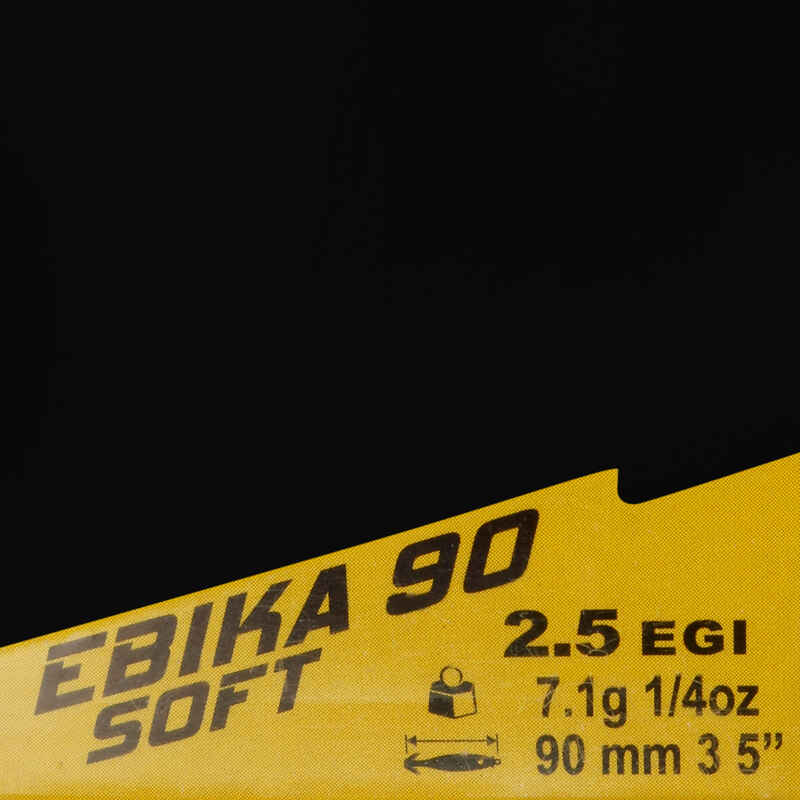 EBIKA 90
SOFT
2.5 EGI
7.1g 1/4oz
90 mm 3 5”